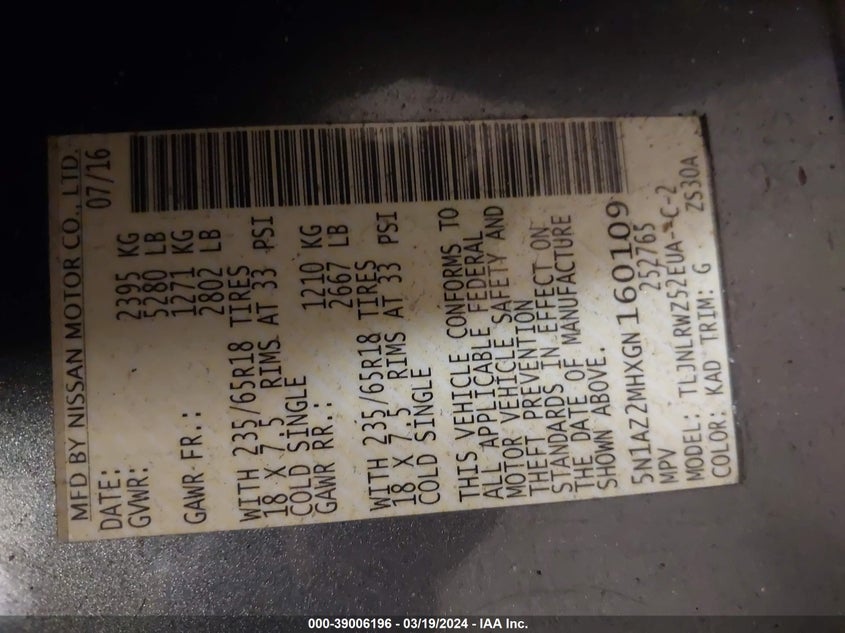 MFD BY NISSAN MOTOR CO., LTD.
DATE: 07/16
GVWR: 2395 KG
5280 LB
GAWR FR.: 1271 KG
2802 LB
WITH 235/65R18 TIRES
18 X 7.5 RIMS AT 33 PSI
COLD SINGLE
GAWR RR.: 1210 KG
2667 LB
WITH 235/65R18 TIRES
18 X 7.5 RIMS AT 33 PSI
COLD SINGLE
THIS VEHICLE CONFORMS TO
ALL APPLICABLE FEDERAL
MOTOR VEHICLE SAFETY AND
THEFT PREVENTION
STANDARDS IN EFFECT ON
THE DATE OF MANUFACTURE
SHOWN ABOVE.
5N1AZ2MHXGN160109
MPV 252765
MODEL: TLJNLRWZ52EUA--C-2
COLOR: KAD TRIM: G ZS30A
000-39006196 - 03/19/2024 - IAA Inc.